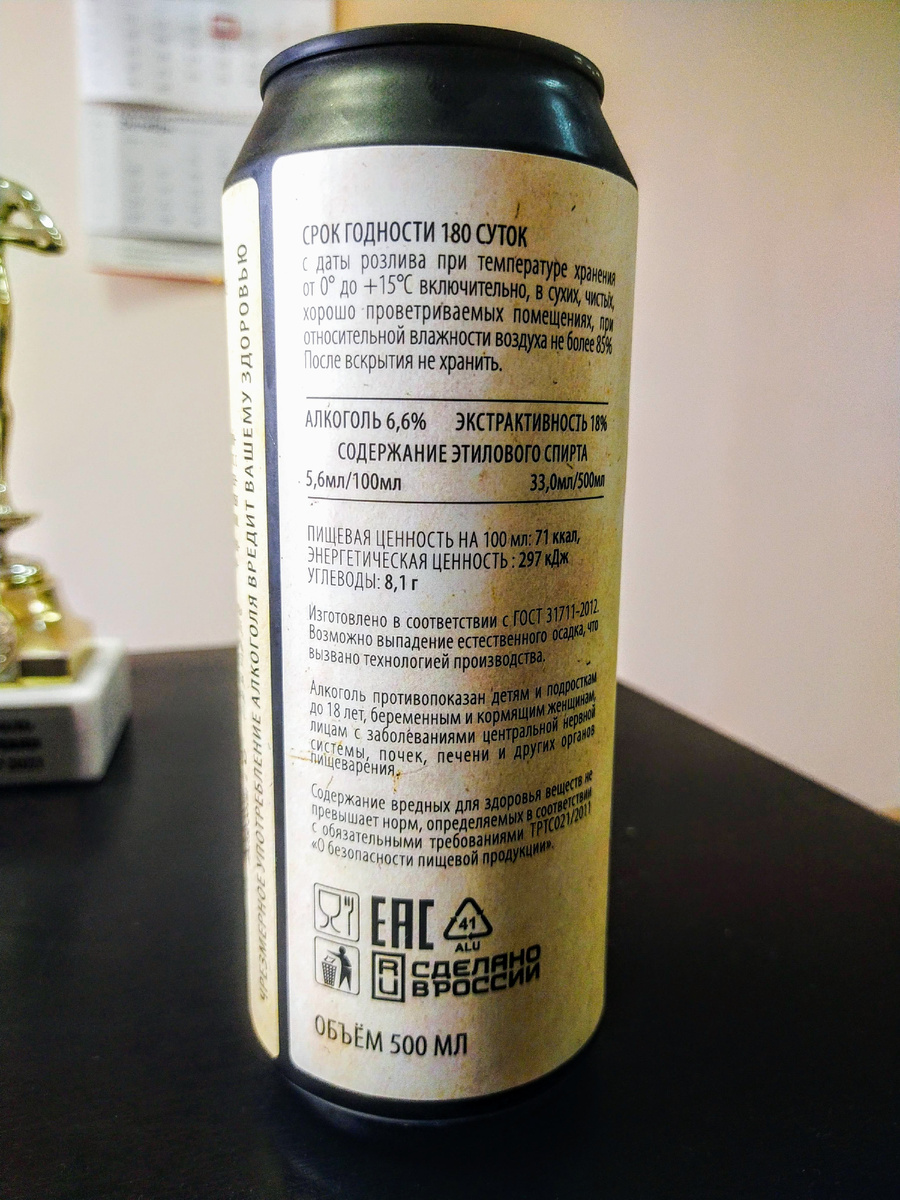 СРОК ГОДНОСТИ 180 СУТОК
с даты розлива при температуре хранения
от 0° до +15°С включительно, в сухих, чистых,
хорошо проветриваемых помещениях, при
относительной влажности воздуха не более 85%
После вскрытия не хранить.
АЛКОГОЛЬ 6,6% ЭКСТРАКТИВНОСТЬ 18%
СОДЕРЖАНИЕ ЭТИЛОВОГО СПИРТА
5,6мл/100мл 33,0мл/500мл
ПИЩЕВАЯ ЦЕННОСТЬ НА 100 мл: 71 ккал,
ЭНЕРГЕТИЧЕСКАЯ ЦЕННОСТЬ : 297 кДж
УГЛЕВОДЫ: 8,1 г
Изготовлено в соответствии с ГОСТ 31711-2012.
Возможно выпадение естественного осадка, что
вызвано технологией производства.
Алкоголь противопоказан детям и подросткам
до 18 лет, беременным и кормящим женщинам,
лицам с заболеваниями центральной нервной
системы, почек, печени и других органов
пищеварения.
Содержание вредных для здоровья веществ не
превышает норм, определяемых в соответствии
с обязательными требованиями ТРТС021/2011
«О безопасности пищевой продукции».
EAC
41
ALU
RU
СДЕЛАНО
В РОССИИ
ОБЪЁМ 500 МЛ
ЧРЕЗМЕРНОЕ УПОТРЕБЛЕНИЕ АЛКОГОЛЯ ВРЕДИТ ВАШЕМУ ЗДОРОВЬЮ